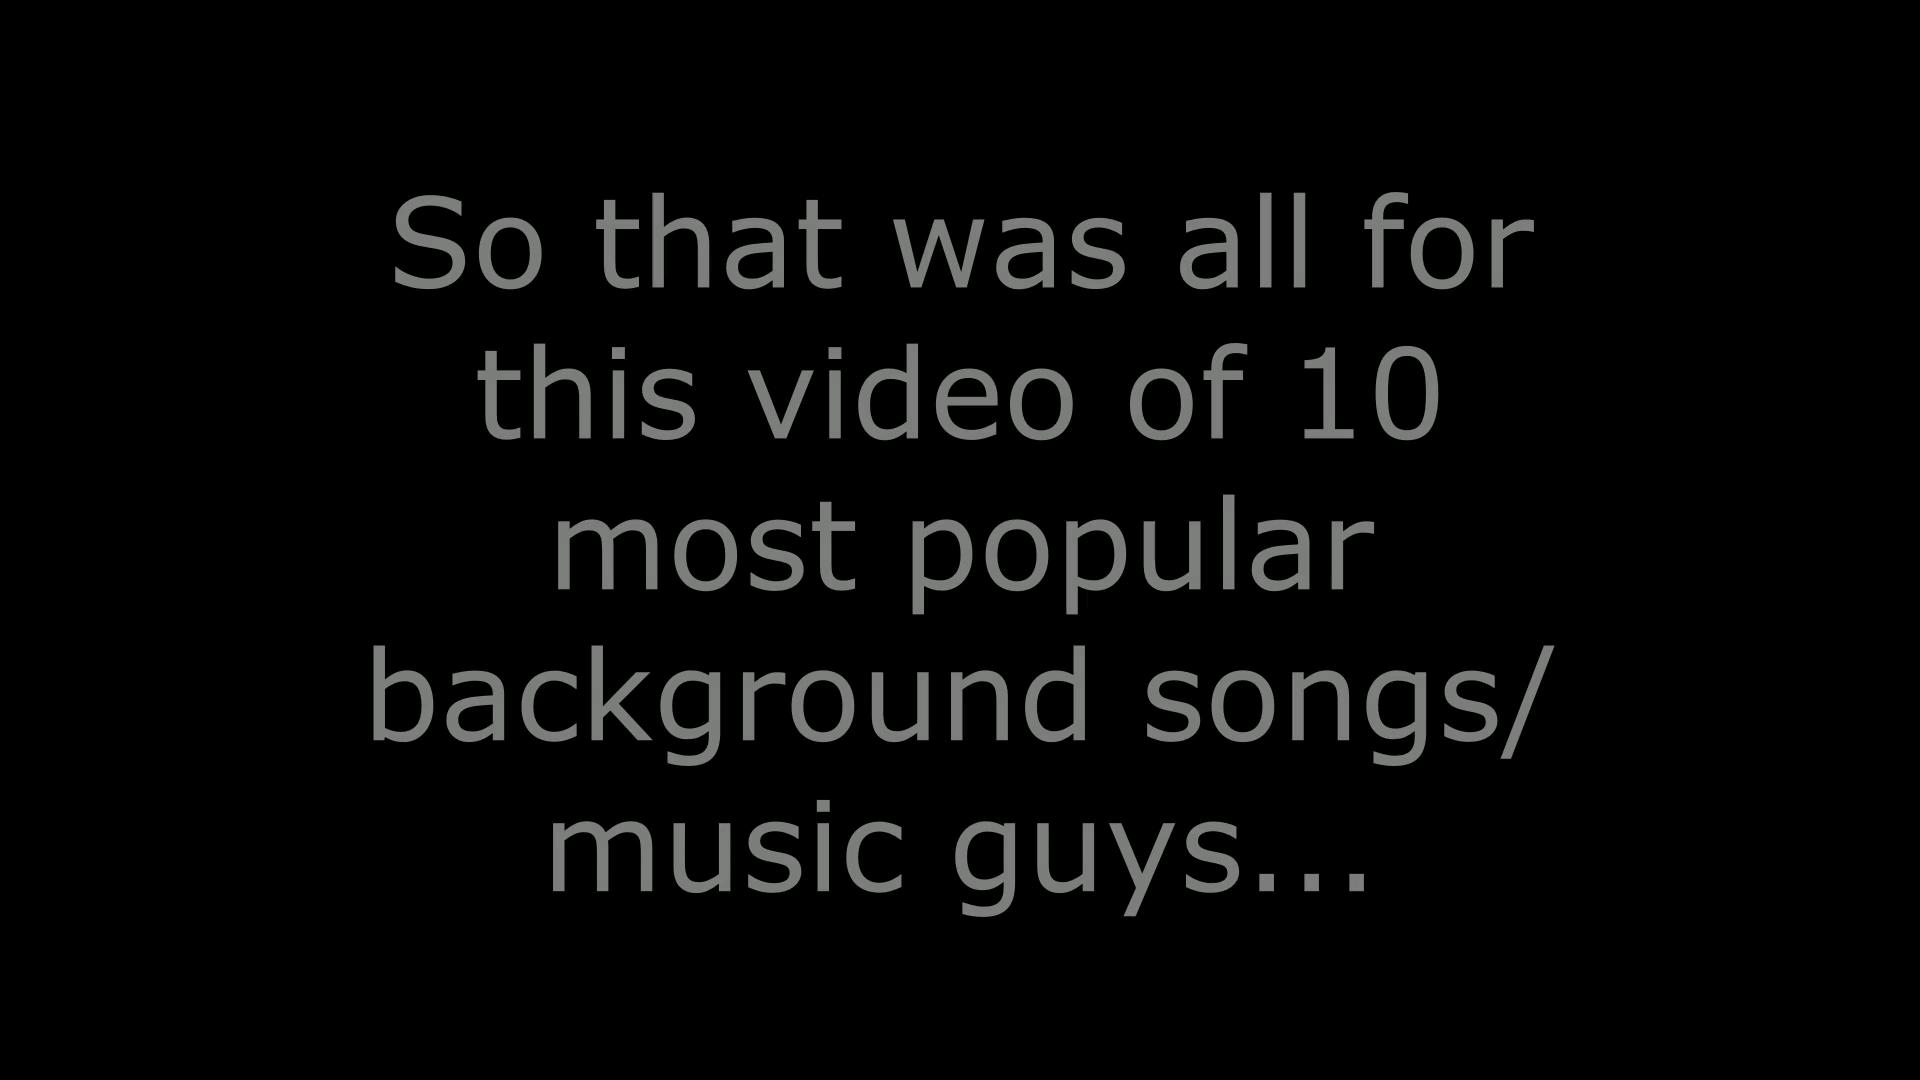 So that was all for
this video of 10
most popular
background songs/
music guys...